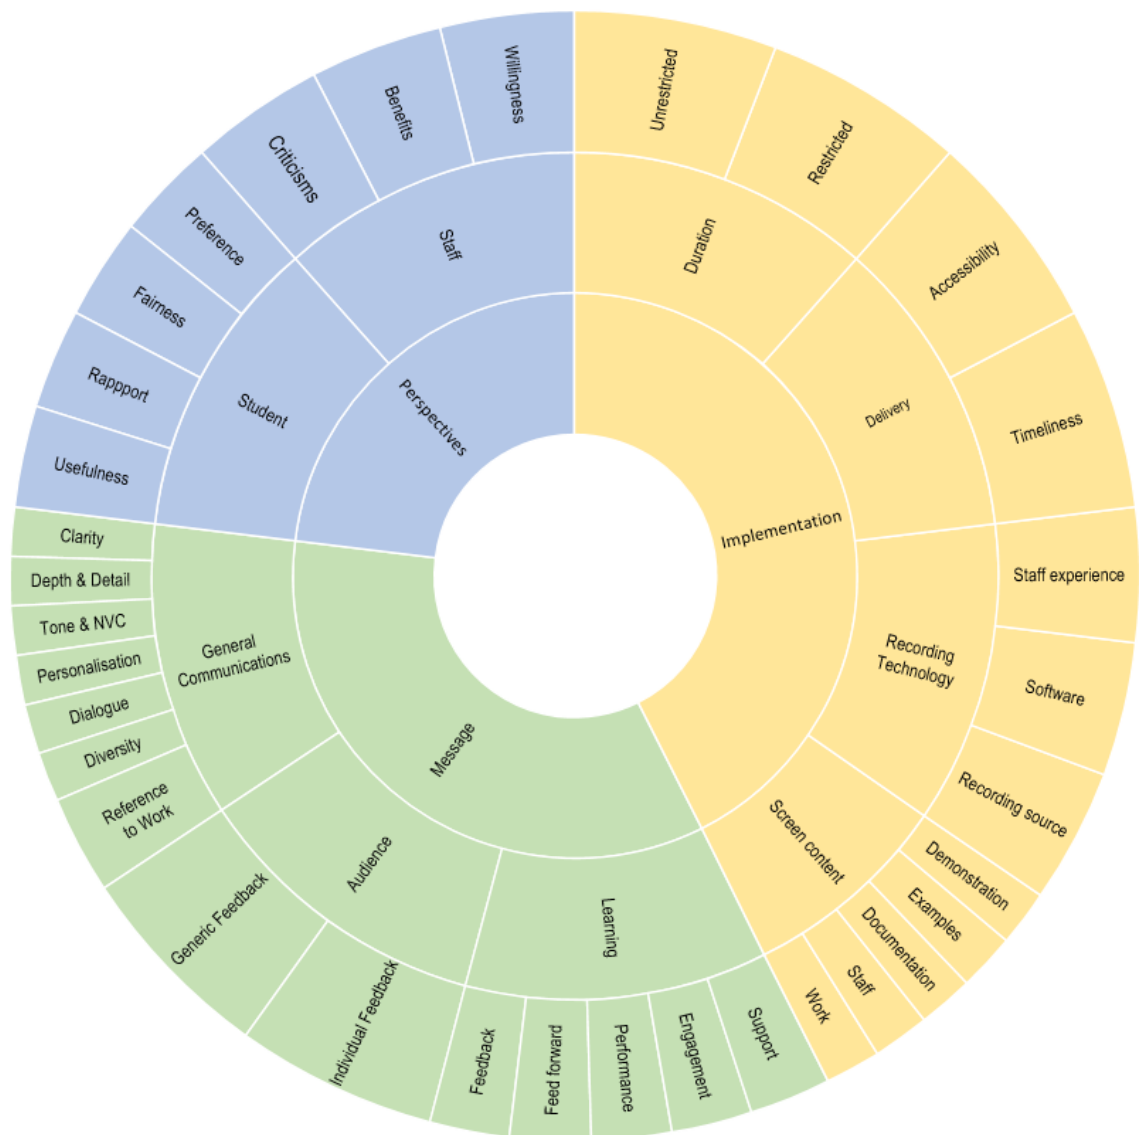 Implementation
Duration
Unrestricted
Restricted
Delivery
Accessibility
Timeliness
Recording
Technology
Staff experience
Software
Recording source
Screen content
Demonstration
Examples
Documentation
Staff
Work
Message
Learning
Support
Engagement
Performance
Feed forward
Feedback
Audience
Individual Feedback
Generic Feedback
General
Communications
Reference
to Work
Diversity
Dialogue
Personalisation
Tone & NVC
Depth & Detail
Clarity
Perspectives
Student
Usefulness
Rappport
Fairness
Preference
Staff
Criticisms
Benefits
Willingness